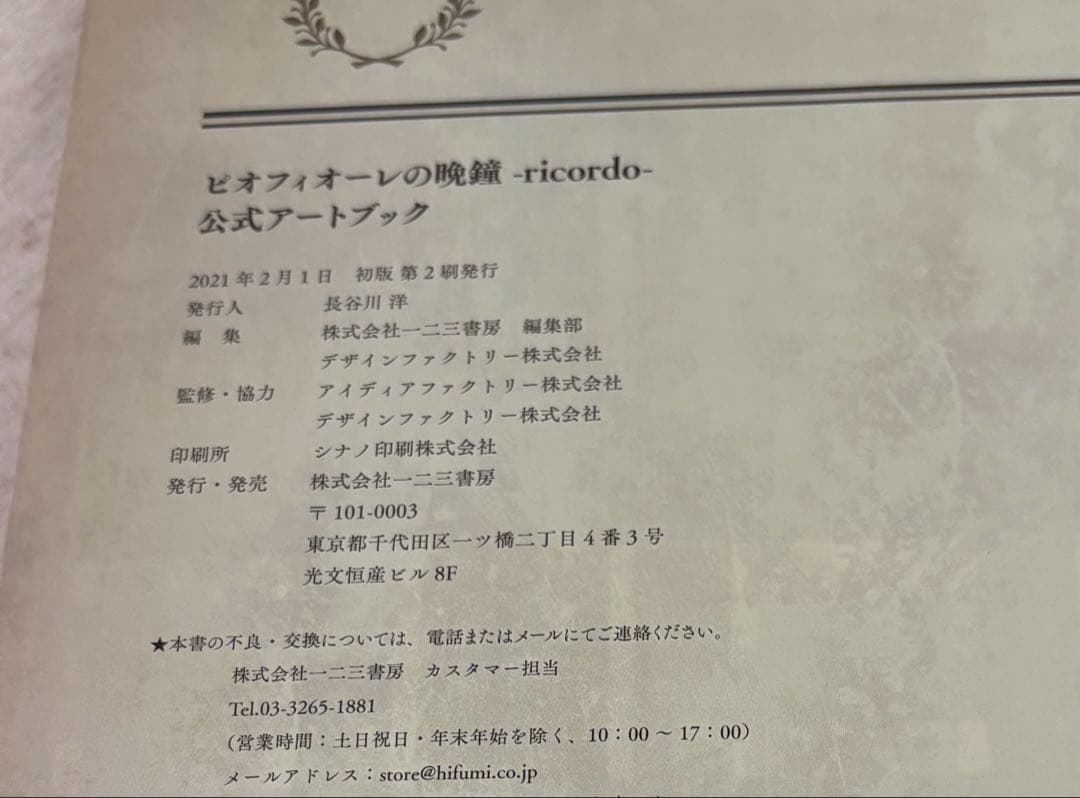 ピオフィオーレの晩鐘 -ricordo-
公式アートブック
2021年2月1日　初版 第2刷発行
発行人　長谷川 洋
編　集　株式会社一二三書房　編集部
デザインファクトリー株式会社
監修・協力　アイディアファクトリー株式会社
デザインファクトリー株式会社
印刷所　シナノ印刷株式会社
発行・発売　株式会社一二三書房
〒101-0003
東京都千代田区一ツ橋二丁目4番3号
光文恒産ビル8F
★本書の不良・交換については、電話またはメールにてご連絡ください。
株式会社一二三書房　カスタマー担当
Tel.03-3265-1881
（営業時間：土日祝日・年末年始を除く、10：00～17：00）
メールアドレス：store@hifumi.co.jp